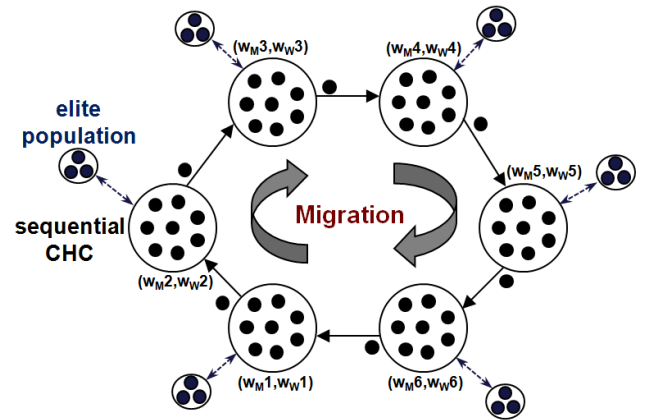 (wM3,wW3)
(wM4,wW4)
elite
population
(wM5,wW5)
Migration
sequential
CHC
(wM2,wW2)
(wM1,wW1)
(wM6,wW6)